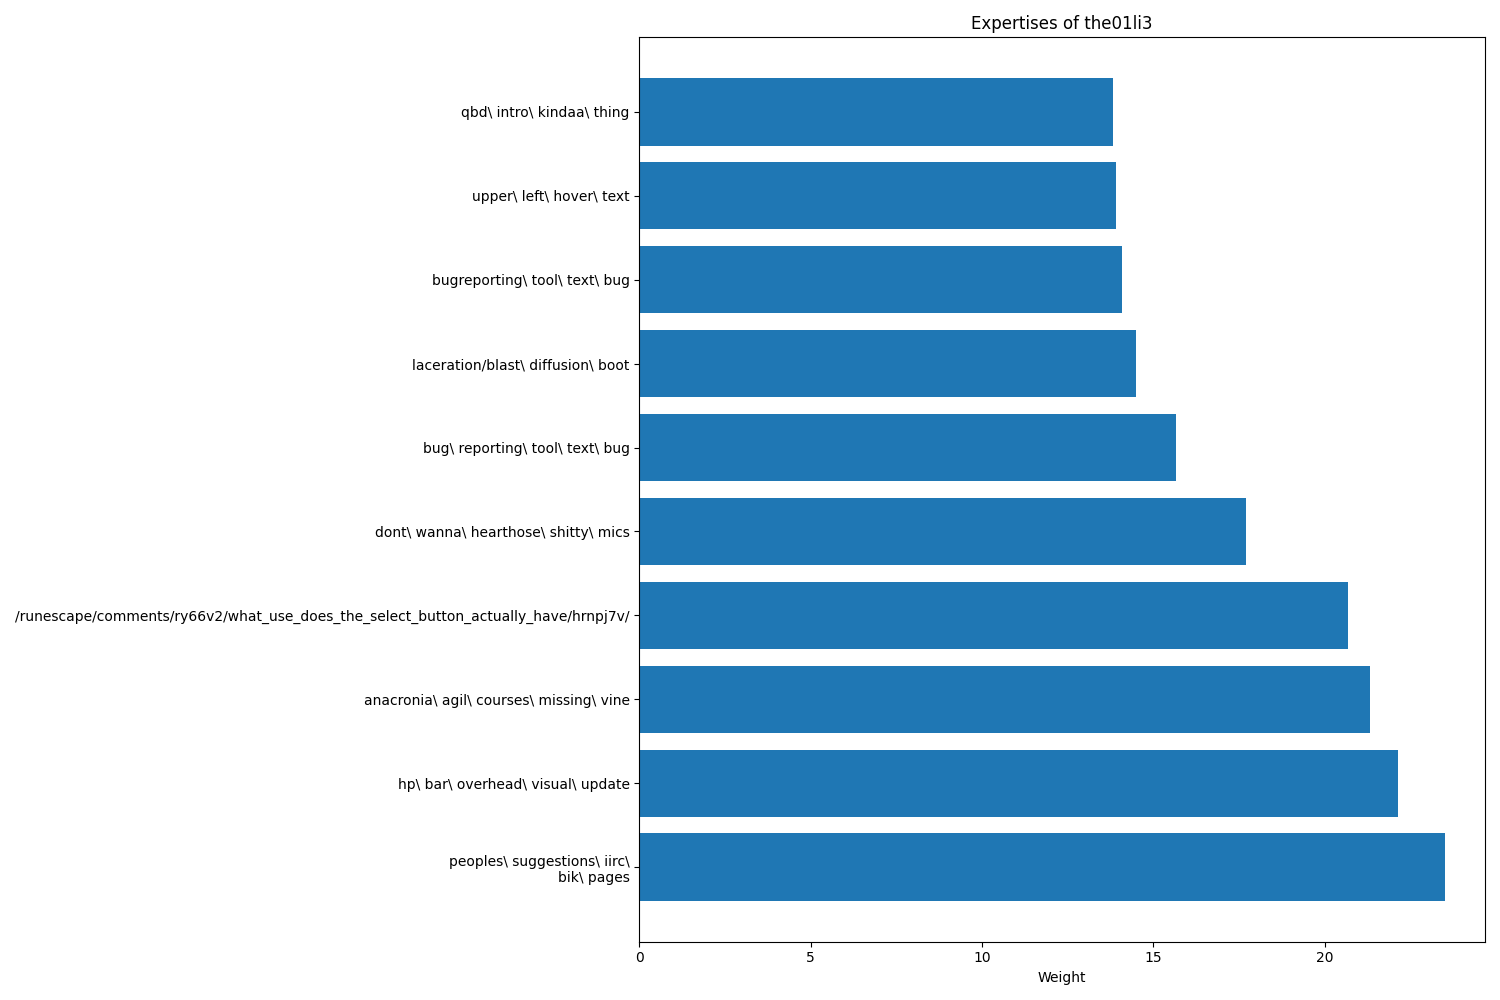 Expertises of the01li3
qbd\ intro\ kindaa\ thing
upper\ left\ hover\ text
bugreporting\ tool\ text\ bug
laceration/blast\ diffusion\ boot
bug\ reporting\ tool\ text\ bug
dont\ wanna\ hearthose\ shitty\ mics
/runescape/comments/ry66v2/what_use_does_the_select_button_actually_have/hrnpj7v/
anacronia\ agil\ courses\ missing\ vine
hp\ bar\ overhead\ visual\ update
peoples\ suggestions\ iirc\
bik\ pages
0 5 10 15 20
Weight